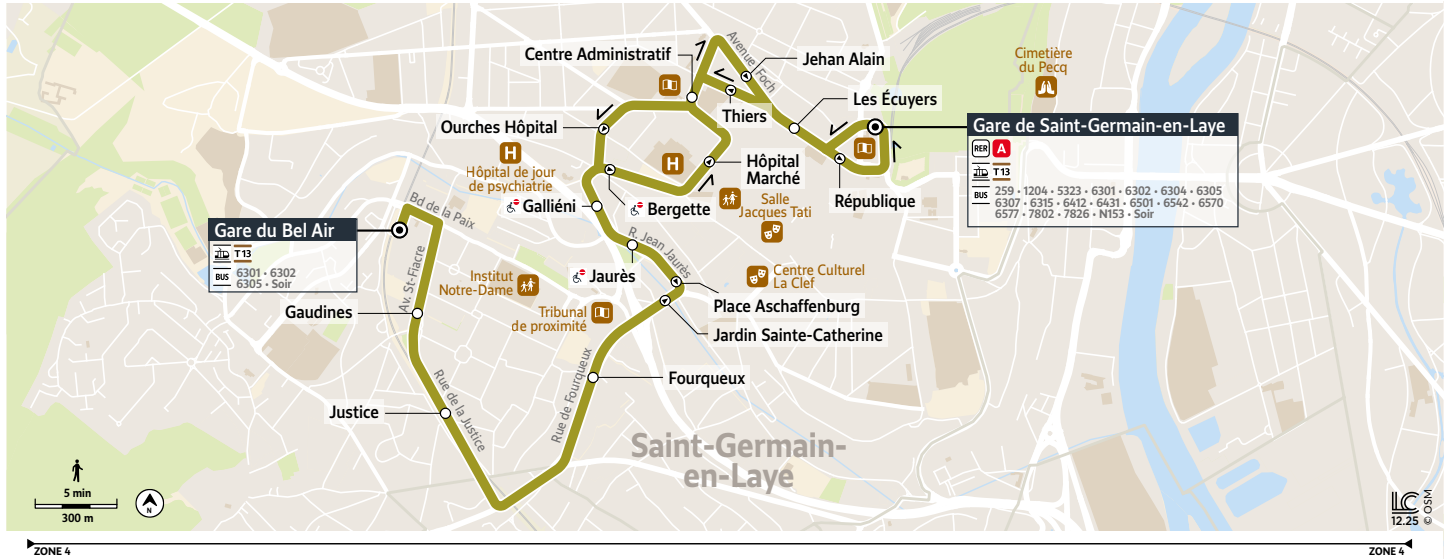 Centre Administratif
Avenue Foch
Jehan Alain
Cimetière
du Pecq
Thiers
Les Écuyers
Ourches Hôpital
H
Hôpital de jour
de psychiatrie
H
Hôpital
Marché
République
Gare de Saint-Germain-en-Laye
RER A
T13
BUS
259 • 1204 • 5323 • 6301 • 6302 • 6304 • 6305
6307 • 6315 • 6412 • 6431 • 6501 • 6542 • 6570
6577 • 7802 • 7826 • N153 • Soir
Galliéni
Bergette
Salle
Jacques Tati
Bd de la Paix
Gare du Bel Air
T13
BUS
6301 • 6302
6305 • Soir
Av. St-Fiacre
R. Jean Jaurès
Jaurès
Centre Culturel
La Clef
Institut
Notre-Dame
Place Aschaffenburg
Gaudines
Tribunal
de proximité
Jardin Sainte-Catherine
Rue de Fourqueux
Fourqueux
Rue de la Justice
Justice
Saint-Germain-
en-Laye
5 min
300 m
N
LC
12.25
© OSM
ZONE 4
ZONE 4